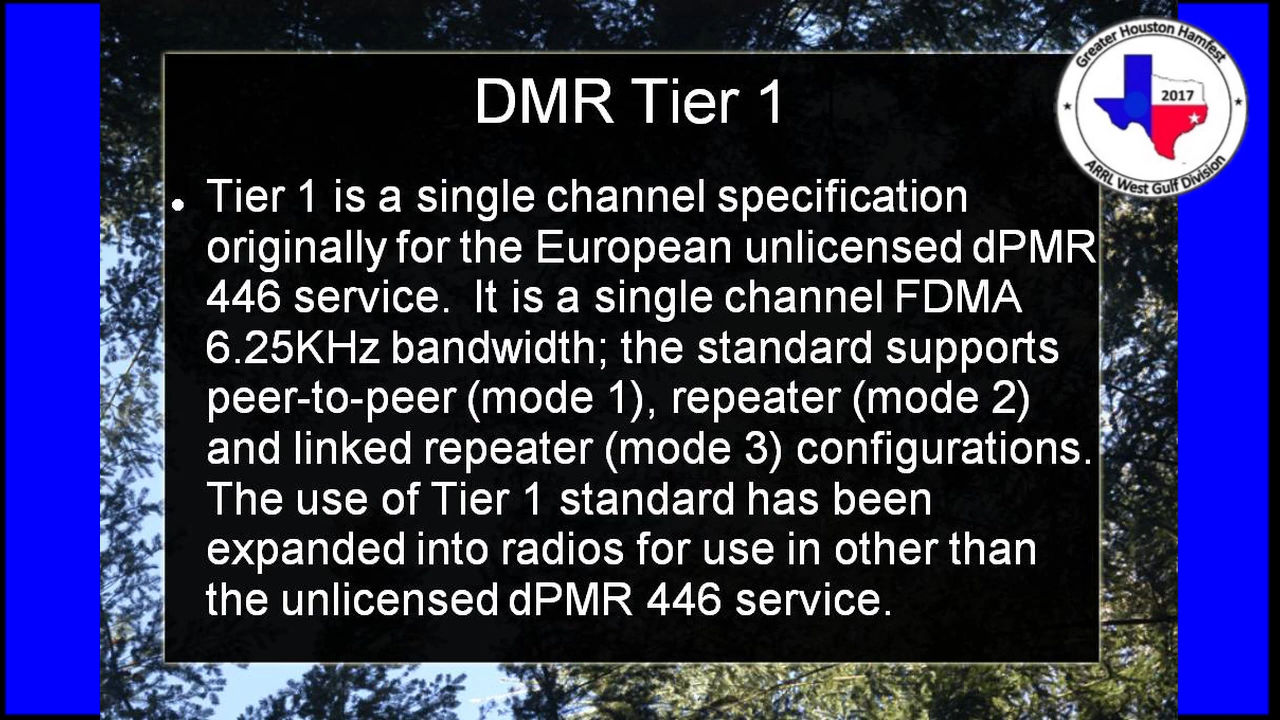 DMR Tier 1
Greater Houston Hamfest
2017
ARRL West Gulf Division
• Tier 1 is a single channel specification
originally for the European unlicensed dPMR
446 service.  It is a single channel FDMA
6.25KHz bandwidth; the standard supports
peer-to-peer (mode 1), repeater (mode 2)
and linked repeater (mode 3) configurations.
The use of Tier 1 standard has been
expanded into radios for use in other than
the unlicensed dPMR 446 service.